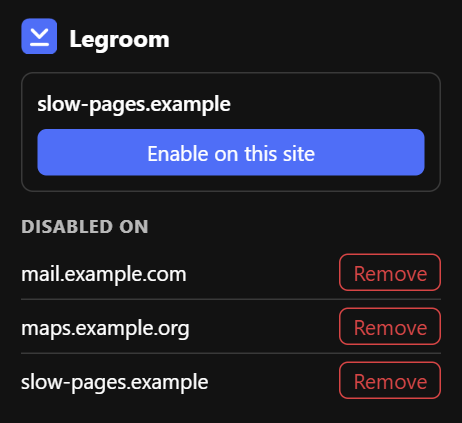 Legroom
slow-pages.example
Enable on this site
DISABLED ON
mail.example.com
Remove
maps.example.org
Remove
slow-pages.example
Remove